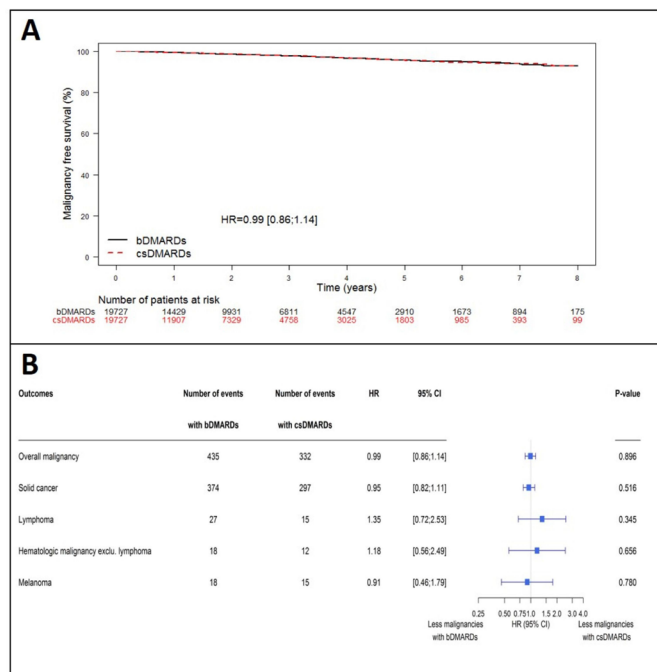 A
Malignancy free survival (%)
100
80
60
40
20
0
HR=0.99 [0.86;1.14]
bDMARDs
csDMARDs
0 1 2 3 4 5 6 7 8
Time (years)
Number of patients at risk
bDMARDs 19727 14429 9931 6811 4547 2910 1673 894 175
csDMARDs 19727 11907 7329 4758 3025 1803 985 393 99
B
Outcomes Number of events Number of events HR 95% CI P-value
with bDMARDs with csDMARDs
Overall malignancy 435 332 0.99 [0.86;1.14] 0.896
Solid cancer 374 297 0.95 [0.82;1.11] 0.516
Lymphoma 27 15 1.35 [0.72;2.53] 0.345
Hematologic malignancy exclu. lymphoma 18 12 1.18 [0.56;2.49] 0.656
Melanoma 18 15 0.91 [0.46;1.79] 0.780
0.25 0.50 0.75 1.0 1.5 2.0 3.0 4.0
Less malignancies HR (95% CI) Less malignancies
with bDMARDs with csDMARDs